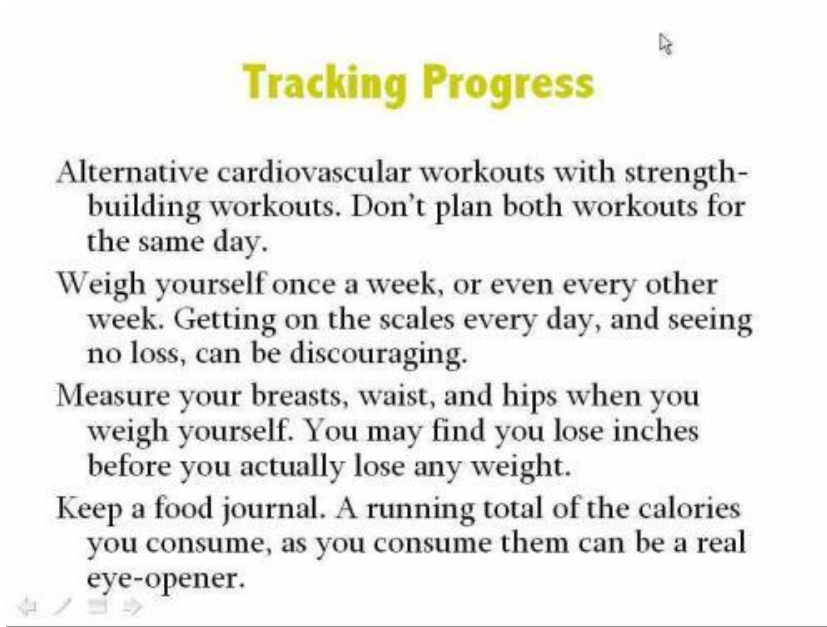 Tracking Progress
Alternative cardiovascular workouts with strength-
building workouts. Don't plan both workouts for
the same day.
Weigh yourself once a week, or even every other
week. Getting on the scales every day, and seeing
no loss, can be discouraging.
Measure your breasts, waist, and hips when you
weigh yourself. You may find you lose inches
before you actually lose any weight.
Keep a food journal. A running total of the calories
you consume, as you consume them can be a real
eye-opener.